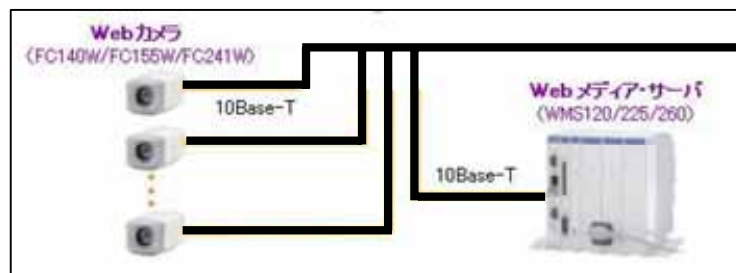 Webカメラ
(FC140W/FC155W/FC241W)
10Base-T
Webメディア・サーバ
(WMS120/225/260)
10Base-T